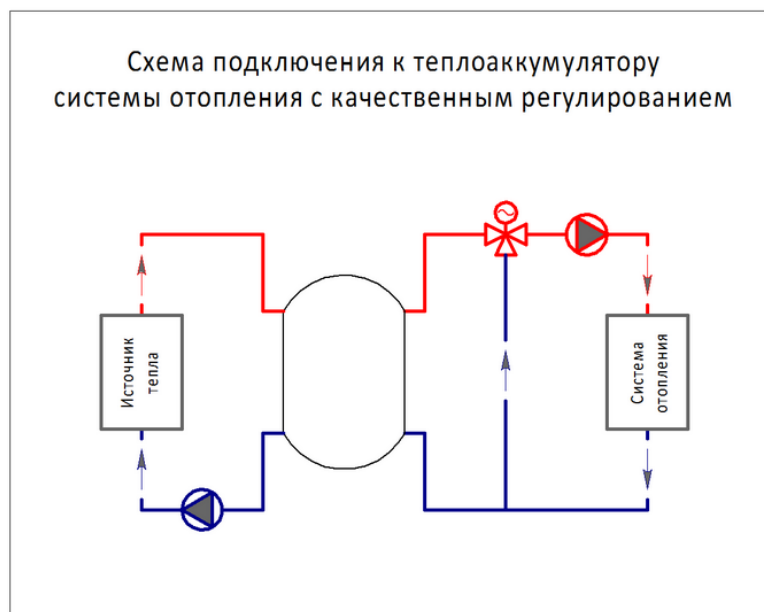 Схема подключения к теплоаккумулятору
системы отопления с качественным регулированием
Источник
тепла
Система
отопления